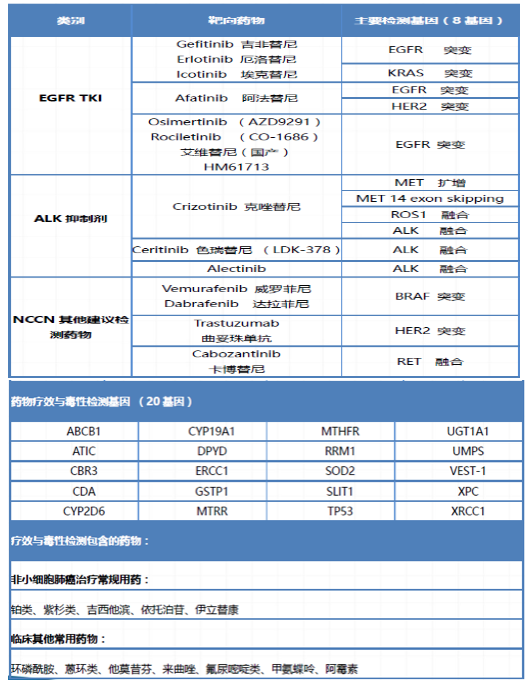 类别 靶向药物 主要检测基因（8 基因）
EGFR TKI
Gefitinib 吉非替尼
Erlotinib 厄洛替尼
Icotinib 埃克替尼
EGFR 突变
KRAS 突变
Afatinib 阿法替尼
EGFR 突变
HER2 突变
Osimertinib （AZD9291）
Rociletinib （CO-1686）
艾维替尼（国产）
HM61713
EGFR 突变
ALK 抑制剂
Crizotinib 克唑替尼
MET 扩增
MET 14 exon skipping
ROS1 融合
ALK 融合
Ceritinib 色瑞替尼 （LDK-378） ALK 融合
Alectinib ALK 融合
NCCN 其他建议检
测药物
Vemurafenib 威罗非尼
Dabrafenib 达拉非尼
BRAF 突变
Trastuzumab
曲妥珠单抗
HER2 突变
Cabozantinib
卡博替尼
RET 融合
药物疗效与毒性检测基因 （20 基因）
ABCB1 CYP19A1 MTHFR UGT1A1
ATIC DPYD RRM1 UMPS
CBR3 ERCC1 SOD2 VEST-1
CDA GSTP1 SLIT1 XPC
CYP2D6 MTRR TP53 XRCC1
疗效与毒性检测包含的药物：
非小细胞肺癌治疗常规用药：
铂类、紫杉类、吉西他滨、依托泊苷、伊立替康
临床其他常用药物：
环磷酰胺、蒽环类、他莫昔芬、来曲唑、氟尿嘧啶类、甲氨蝶呤、阿霉素